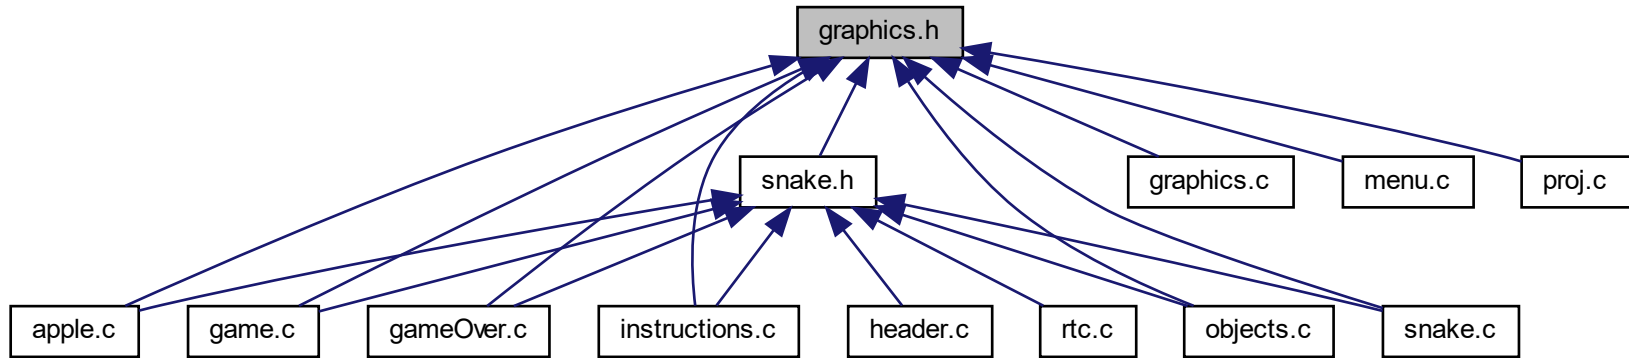 graphics.h
snake.h
graphics.c
menu.c
proj.c
apple.c
game.c
gameOver.c
instructions.c
header.c
rtc.c
objects.c
snake.c